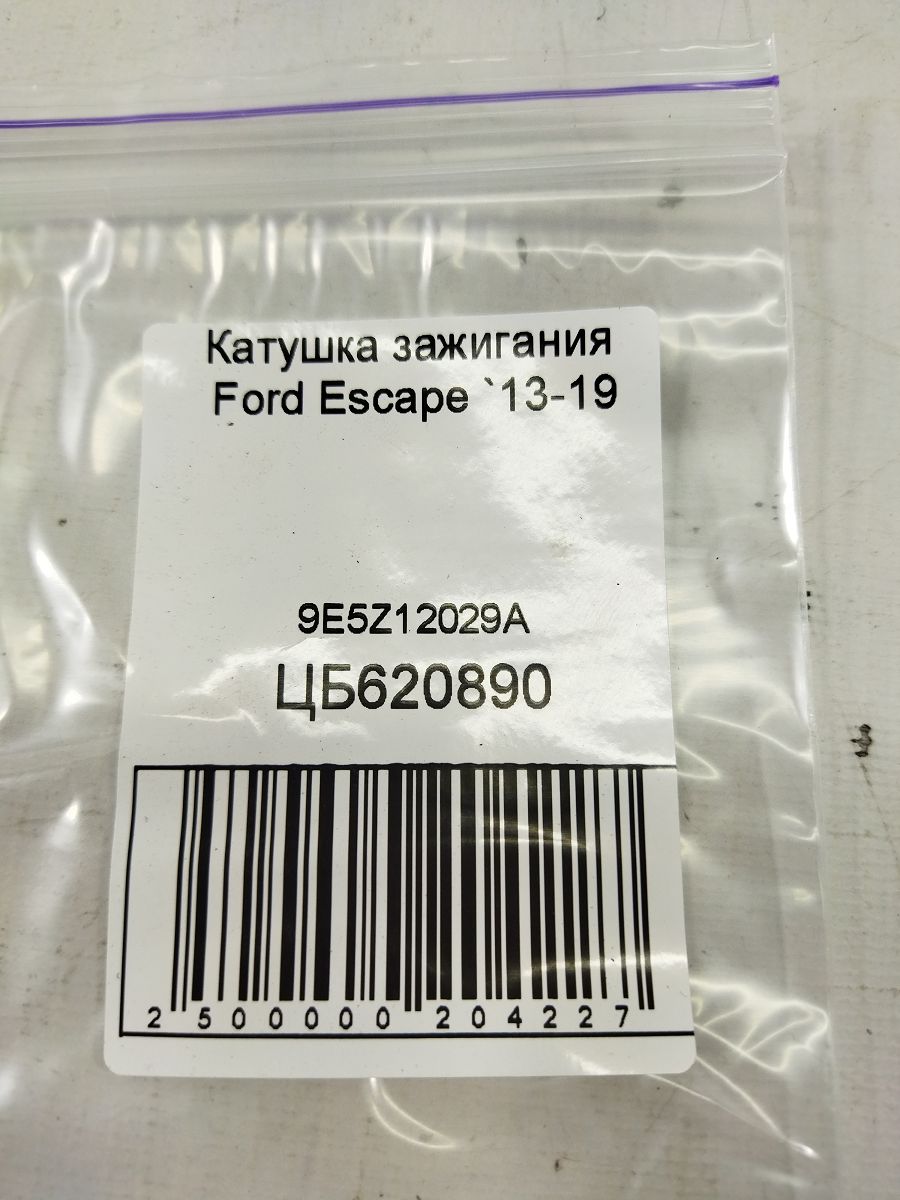 Катушка зажигания
Ford Escape `13-19
9E5Z12029A
ЦБ620890
2 500000 204227